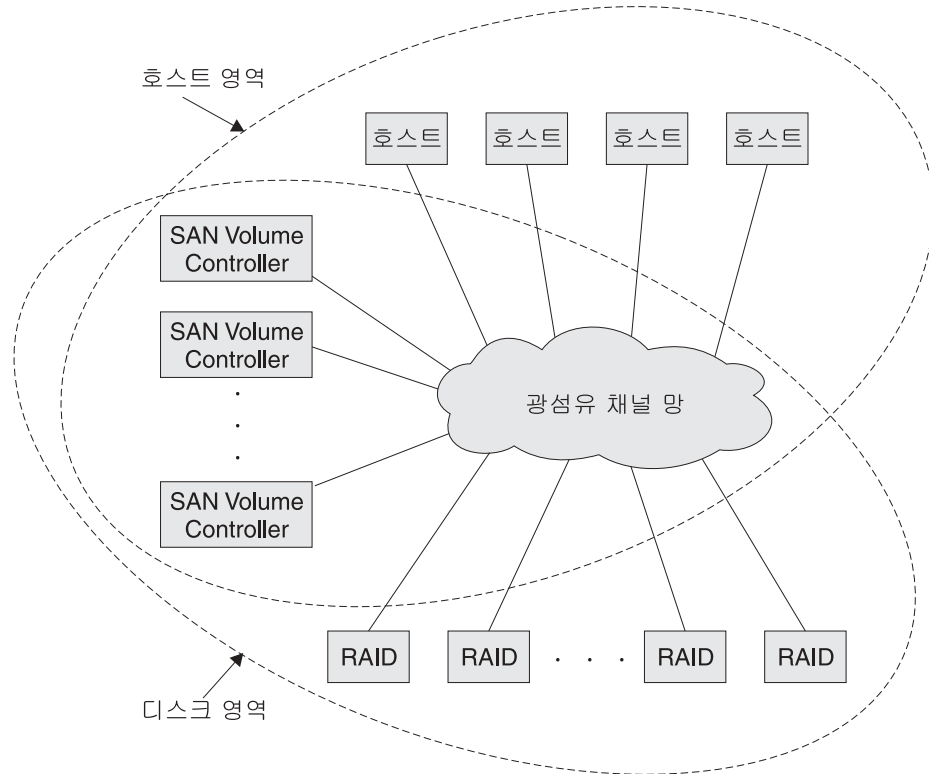 호스트 영역
호스트
호스트
호스트
호스트
SAN Volume
Controller
SAN Volume
Controller
SAN Volume
Controller
광섬유 채널 망
RAID
RAID
RAID
RAID
디스크 영역